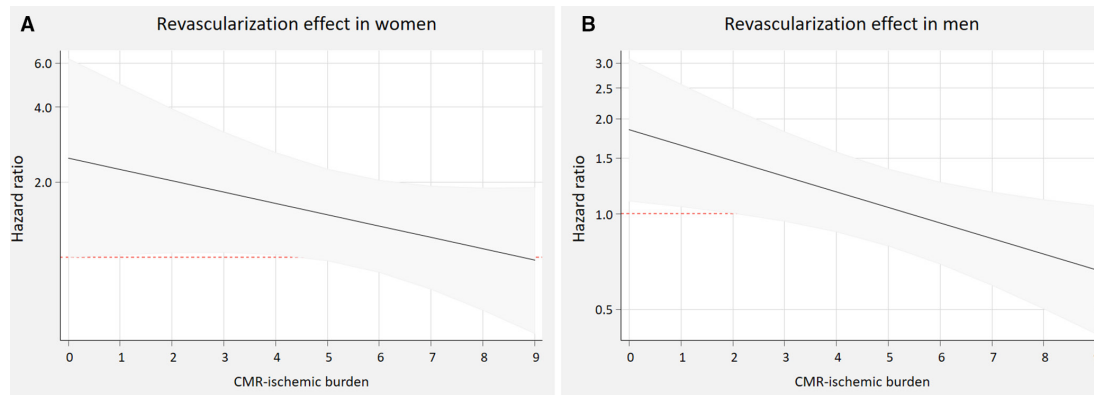 A Revascularization effect in women
6.0
4.0
2.0
Hazard ratio
0 1 2 3 4 5 6 7 8 9
CMR-ischemic burden
B Revascularization effect in men
3.0
2.5
2.0
1.5
1.0
0.5
Hazard ratio
0 1 2 3 4 5 6 7 8
CMR-ischemic burden